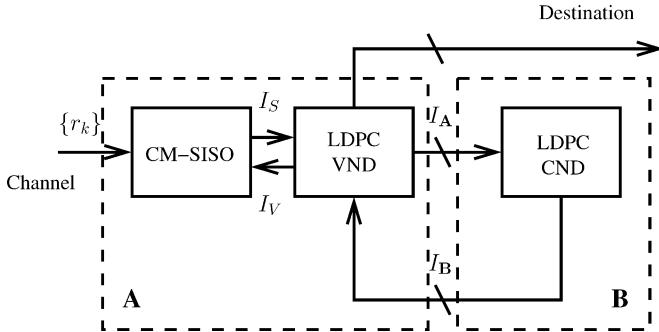 Destination
{r_k}
Channel
CM-SISO
I_S
I_V
LDPC
VND
I_A
LDPC
CND
I_B
A
B